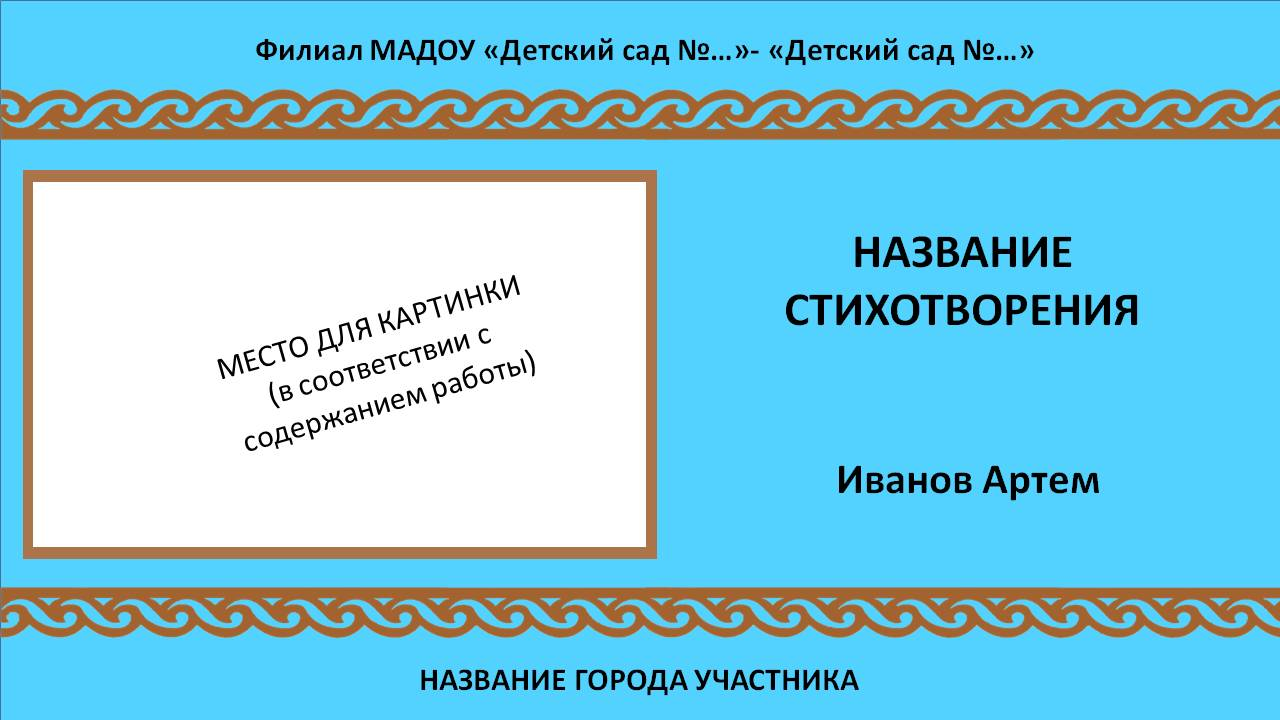 Филиал МАДОУ «Детский сад №…»- «Детский сад №…»
МЕСТО ДЛЯ КАРТИНКИ
(в соответствии с
содержанием работы)
НАЗВАНИЕ
СТИХОТВОРЕНИЯ
Иванов Артем
НАЗВАНИЕ ГОРОДА УЧАСТНИКА